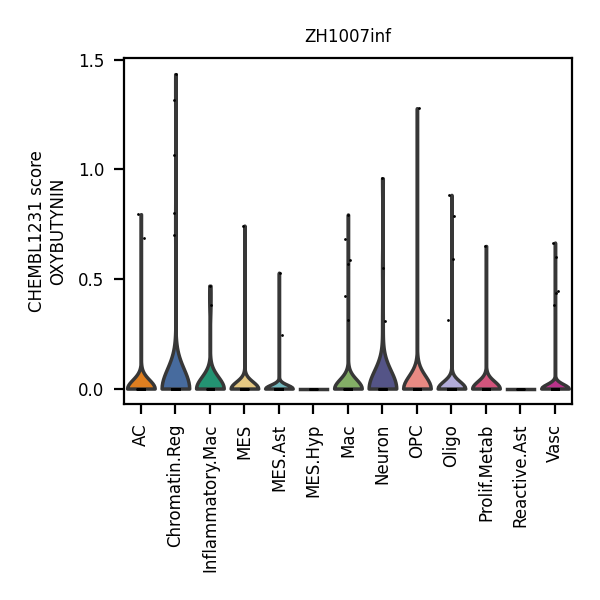 ZH1007inf
CHEMBL1231 score
OXYBUTYNIN
1.5
1.0
0.5
0.0
AC
Chromatin.Reg
Inflammatory.Mac
MES
MES.Ast
MES.Hyp
Mac
Neuron
OPC
Oligo
Prolif.Metab
Reactive.Ast
Vasc